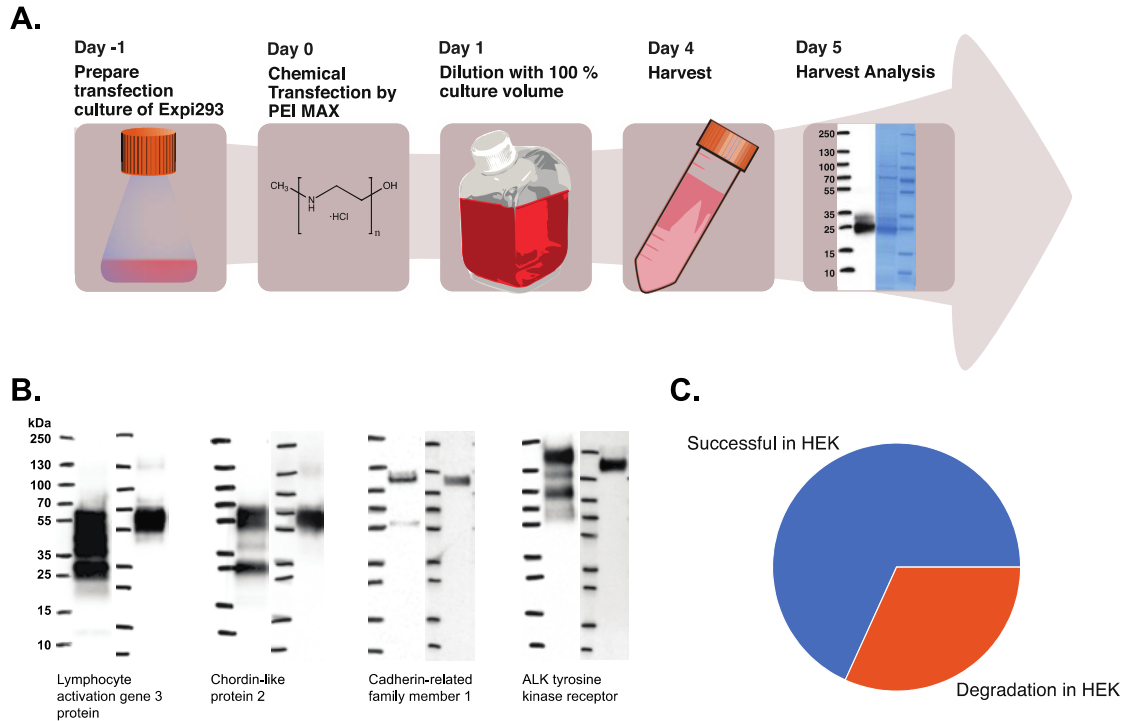 A.
Day -1
Prepare
transfection
culture of Expi293
Day 0
Chemical
Transfection by
PEI MAX
Day 1
Dilution with 100 %
culture volume
Day 4
Harvest
Day 5
Harvest Analysis
CH₃
N
H
OH
·HCl
n
250
130
100
70
55
35
25
15
10
B.
kDa
250
130
100
70
55
35
25
15
10
Lymphocyte
activation gene 3
protein
Chordin-like
protein 2
Cadherin-related
family member 1
ALK tyrosine
kinase receptor
C.
Successful in HEK
Degradation in HEK